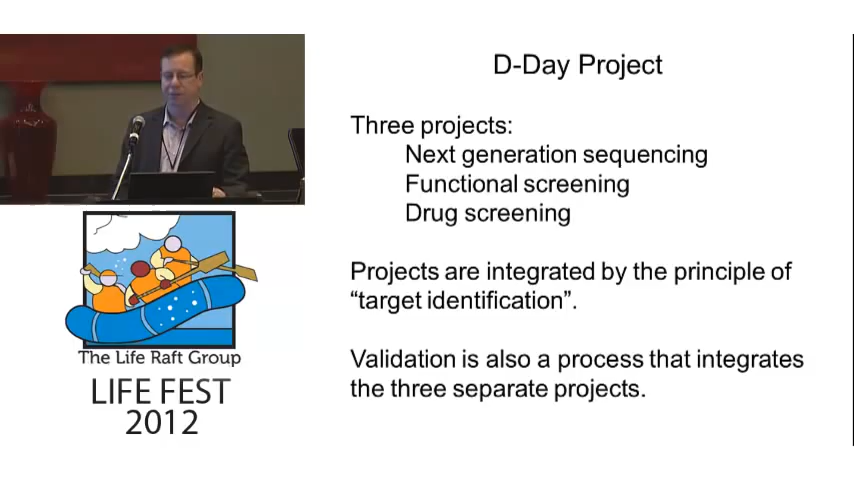 D-Day Project
Three projects:
Next generation sequencing
Functional screening
Drug screening
Projects are integrated by the principle of
“target identification”.
Validation is also a process that integrates
the three separate projects.
The Life Raft Group
LIFE FEST
2012